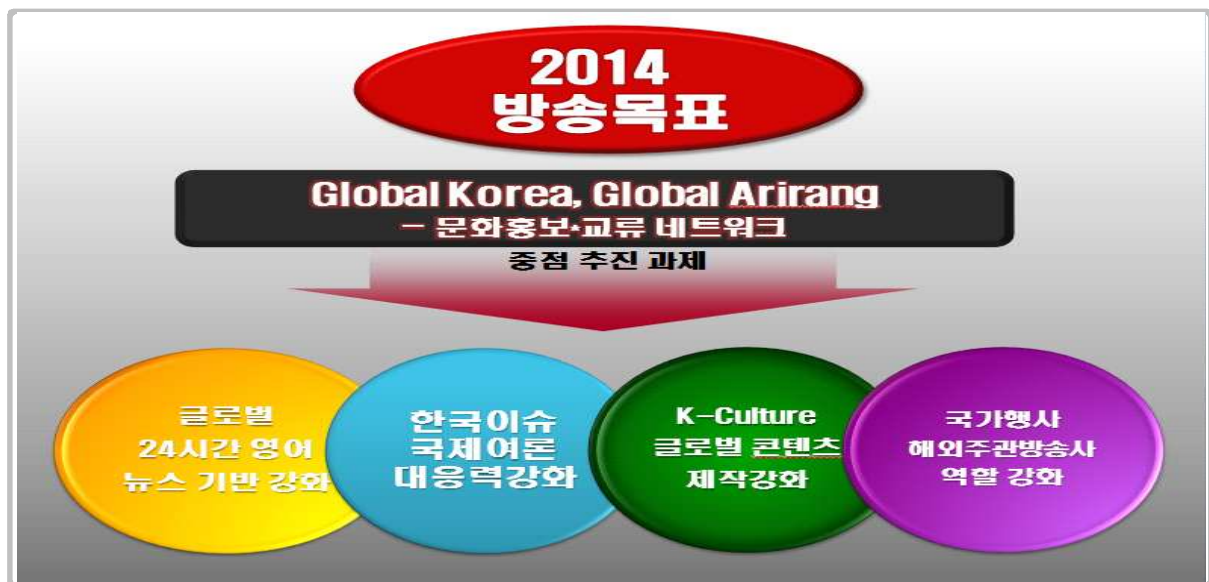 2014
방송목표
Global Korea, Global Arirang
- 문화홍보·교류 네트워크
중점 추진 과제
글로벌
24시간 영어
뉴스 기반 강화
한국이슈
국제여론
대응력강화
K-Culture
글로벌 콘텐츠
제작강화
국가행사
해외주관방송사
역할 강화